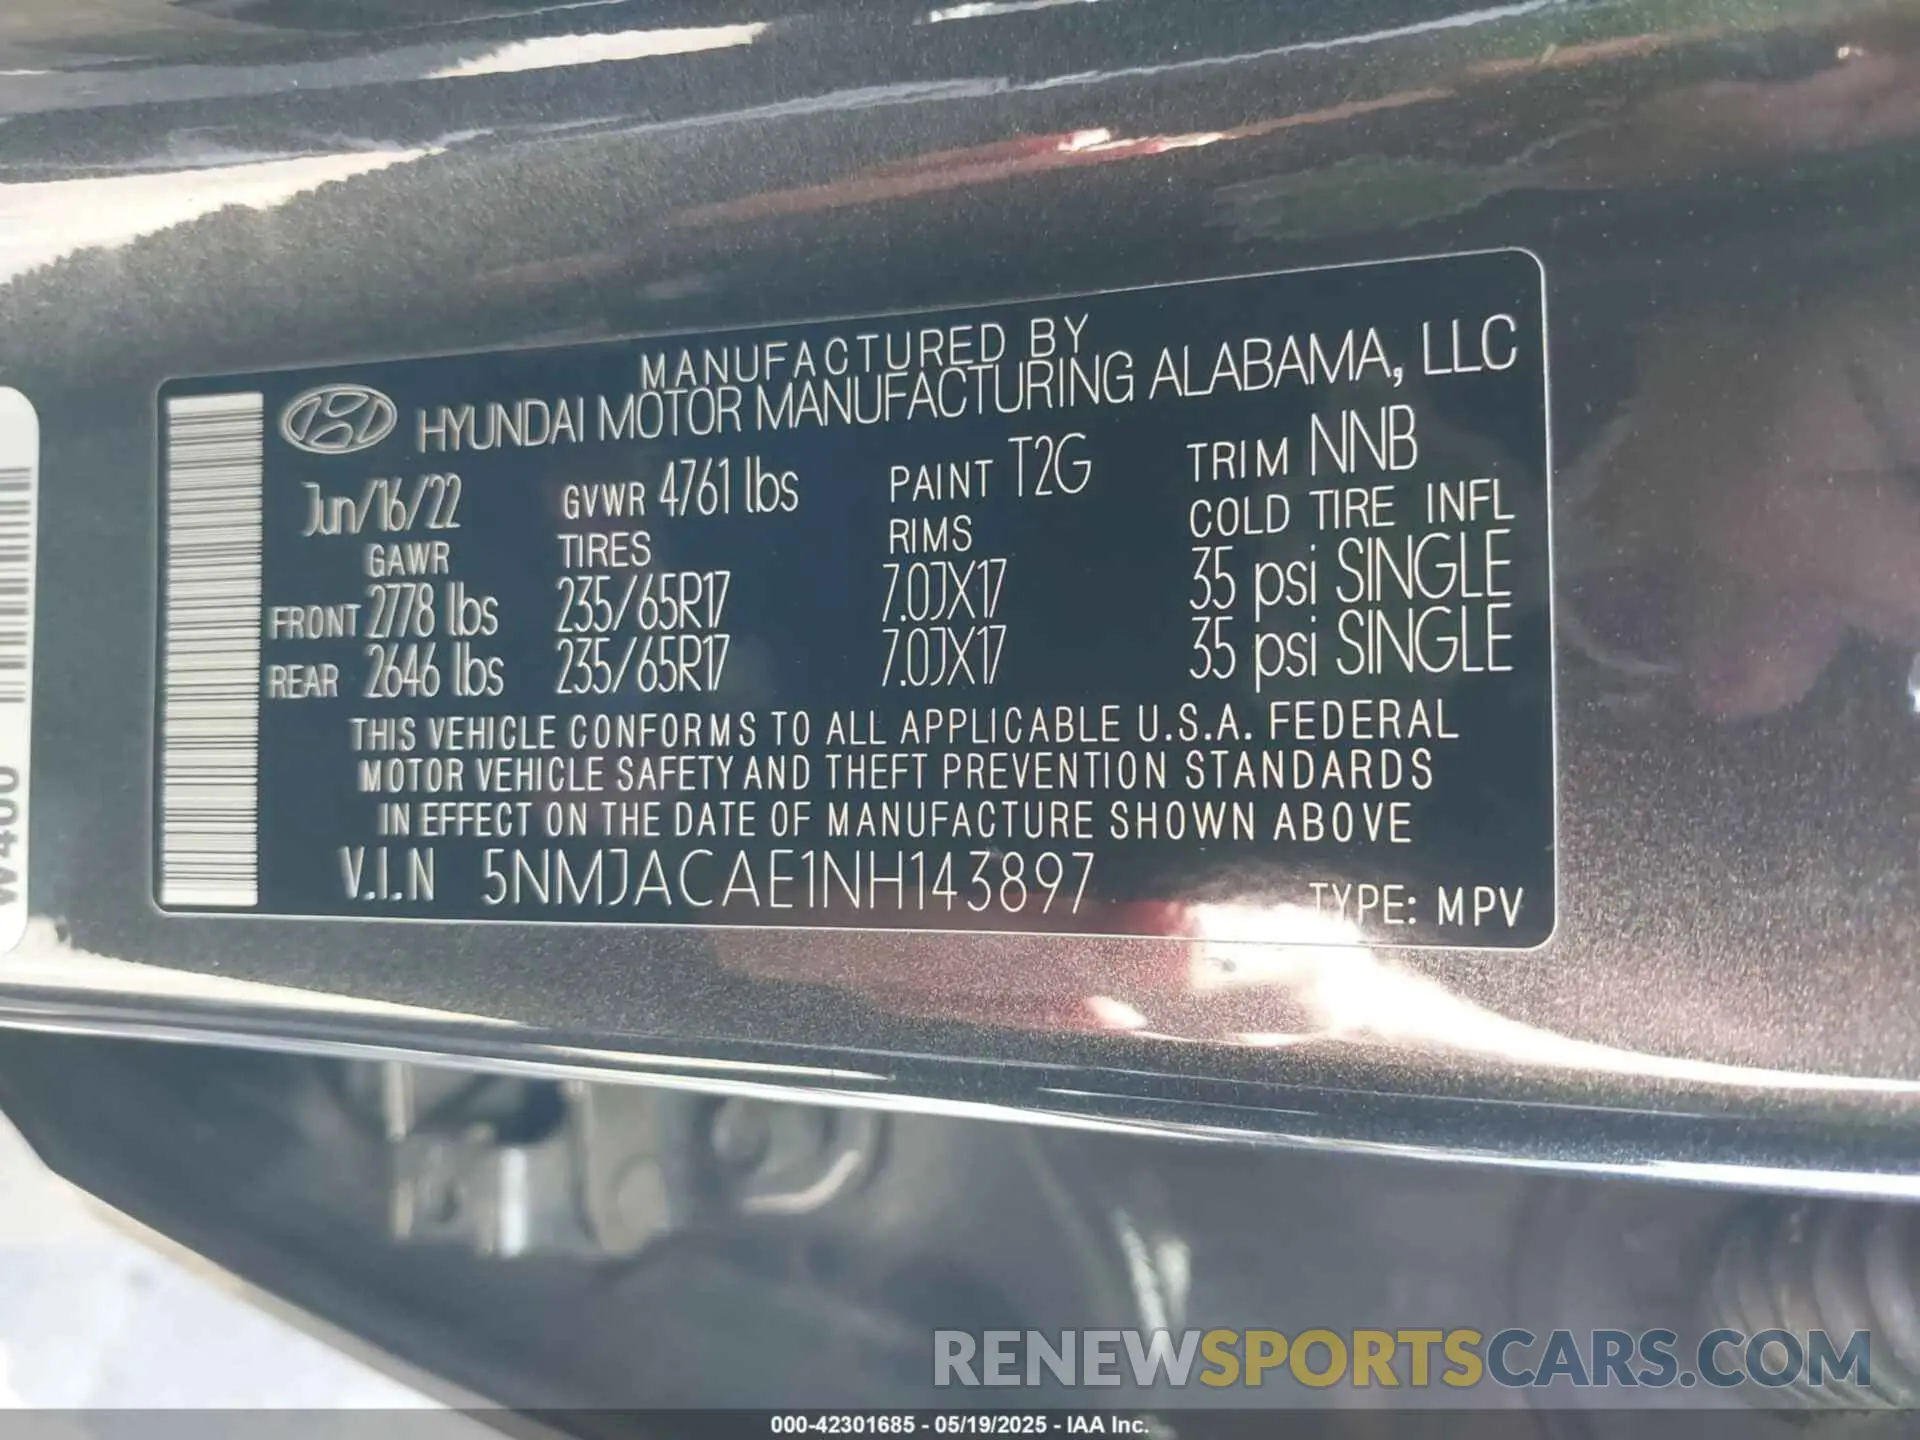 MANUFACTURED BY
HYUNDAI MOTOR MANUFACTURING ALABAMA, LLC
Jun/16/22 GVWR 4761 lbs PAINT T2G TRIM NNB
GAWR TIRES RIMS COLD TIRE INFL
FRONT 2778 lbs 235/65R17 7.0JX17 35 psi SINGLE
REAR 2646 lbs 235/65R17 7.0JX17 35 psi SINGLE
THIS VEHICLE CONFORMS TO ALL APPLICABLE U.S.A. FEDERAL
MOTOR VEHICLE SAFETY AND THEFT PREVENTION STANDARDS
IN EFFECT ON THE DATE OF MANUFACTURE SHOWN ABOVE
V.I.N 5NMJACAE1NH143897 TYPE: MPV
W400
RENEWSPORTSCARS.COM
000-42301685 - 05/19/2025 - IAA Inc.